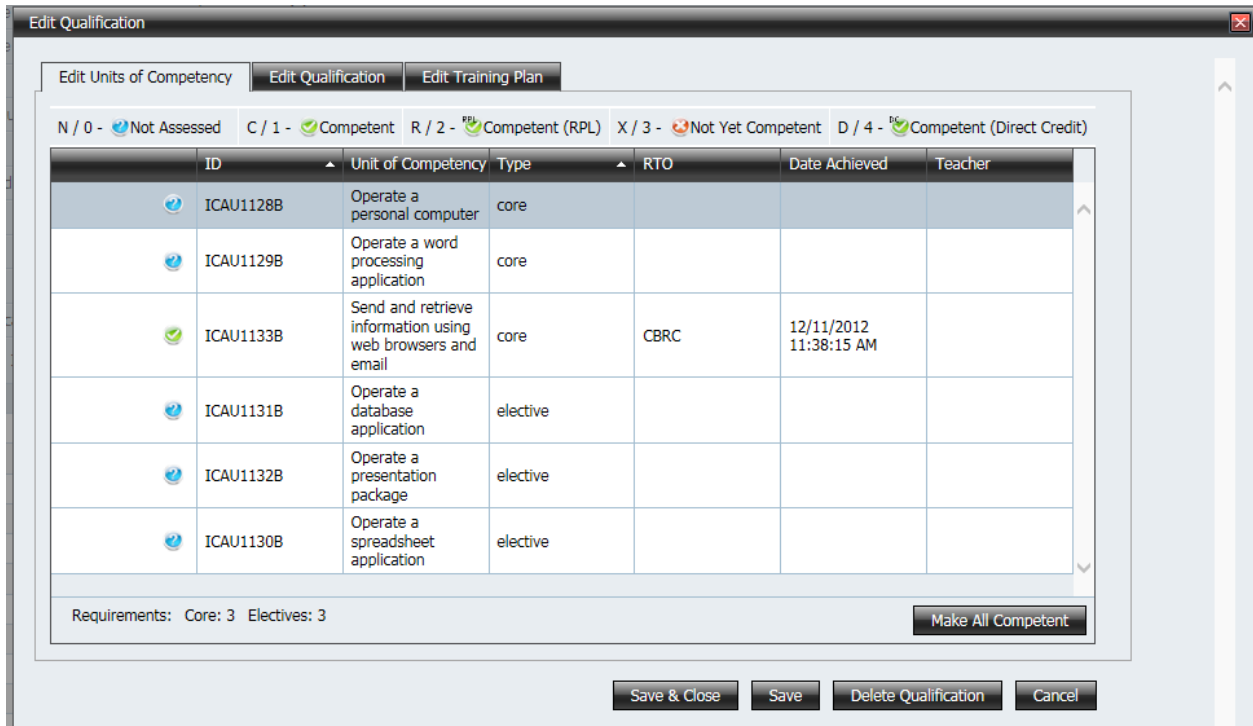 Edit Qualification
Edit Units of Competency Edit Qualification Edit Training Plan
N / 0 - Not Assessed C / 1 - Competent R / 2 - RPL Competent (RPL) X / 3 - Not Yet Competent D / 4 - DC Competent (Direct Credit)
ID Unit of Competency Type RTO Date Achieved Teacher
ICAU1128B Operate a personal computer core
ICAU1129B Operate a word processing application core
ICAU1133B Send and retrieve information using web browsers and email core CBRC 12/11/2012 11:38:15 AM
ICAU1131B Operate a database application elective
ICAU1132B Operate a presentation package elective
ICAU1130B Operate a spreadsheet application elective
Requirements: Core: 3 Electives: 3
Make All Competent
Save & Close Save Delete Qualification Cancel